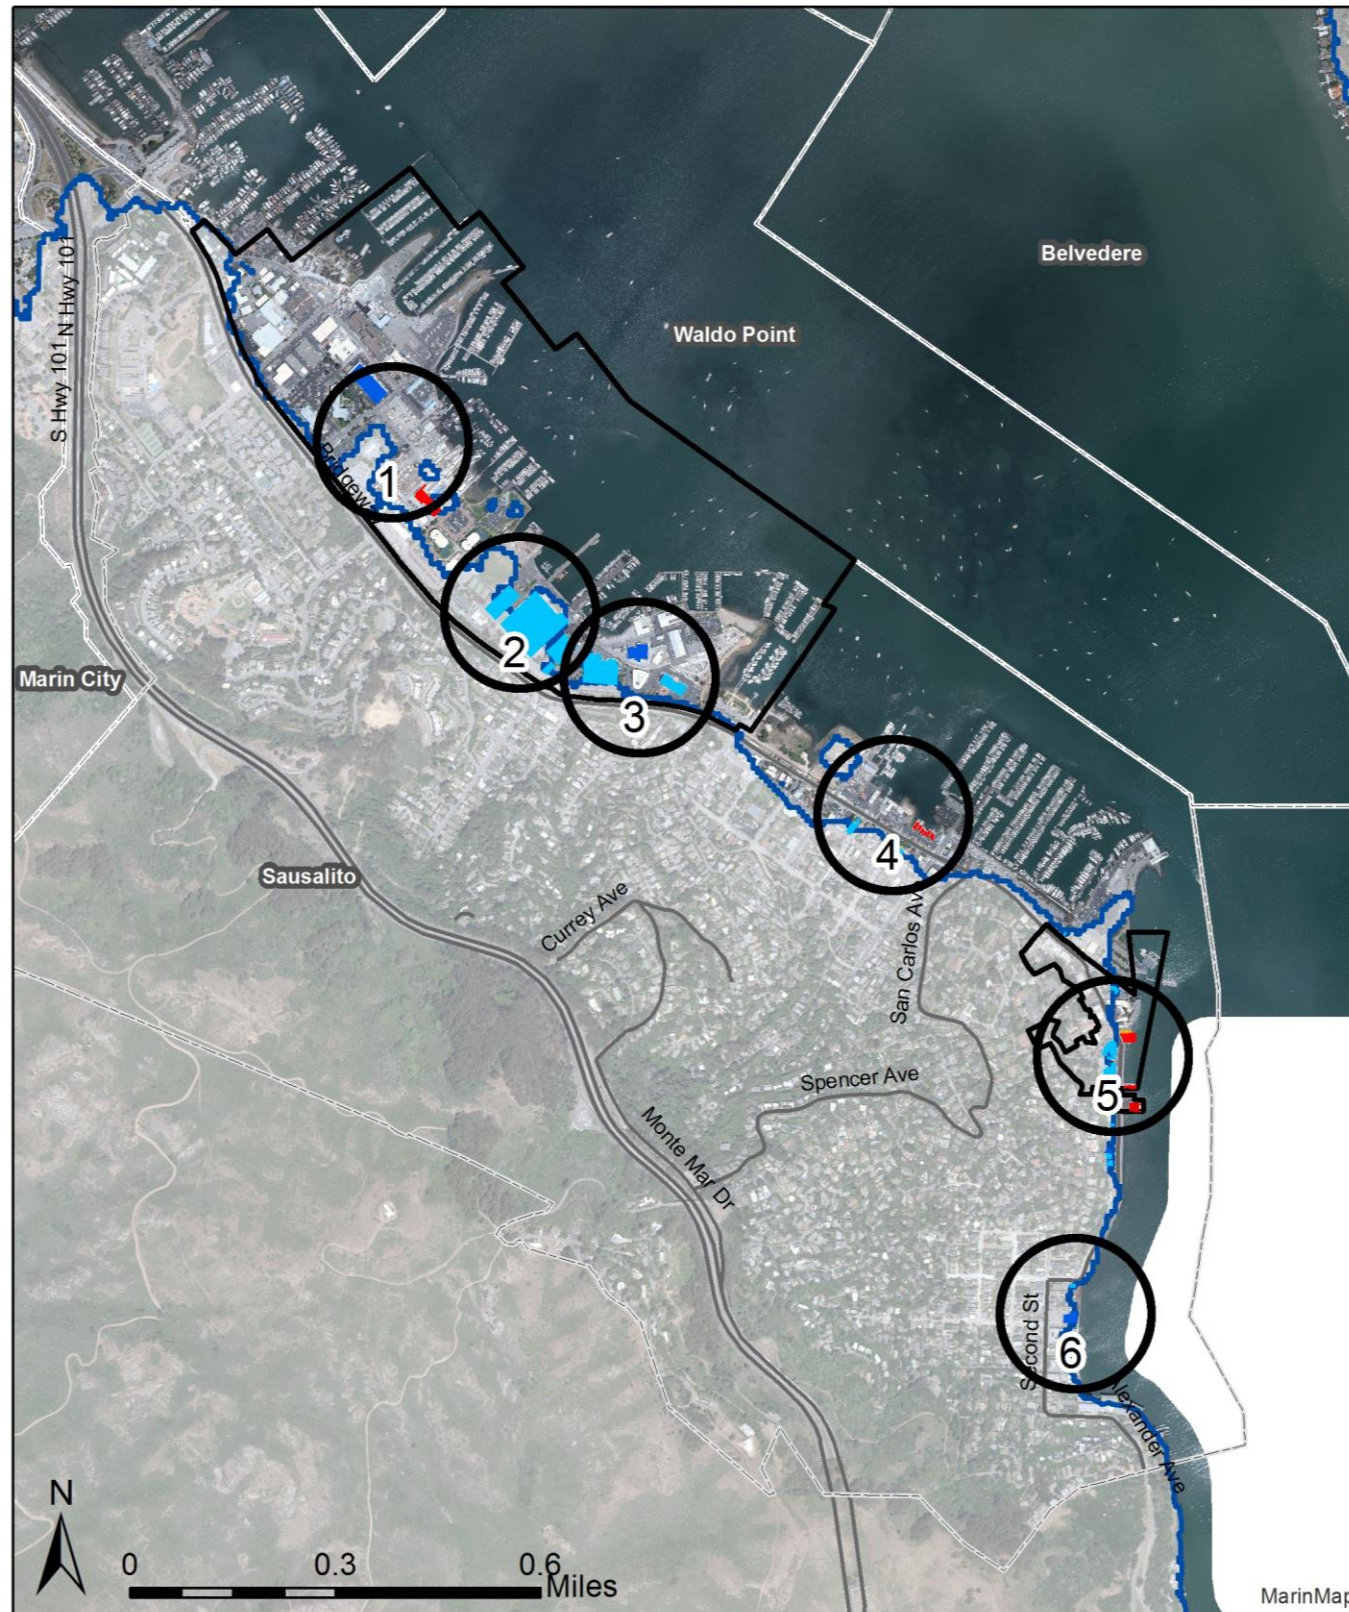 Belvedere
Waldo Point
S Hwy 101
N Hwy 101
Bridgew
1
2
3
Marin City
4
Sausalito
Currey Ave
San Carlos Av
Spencer Ave
5
Monte Mar Dr
Second St
6
Alexander Ave
N
0 0.3 0.6
Miles
MarinMap